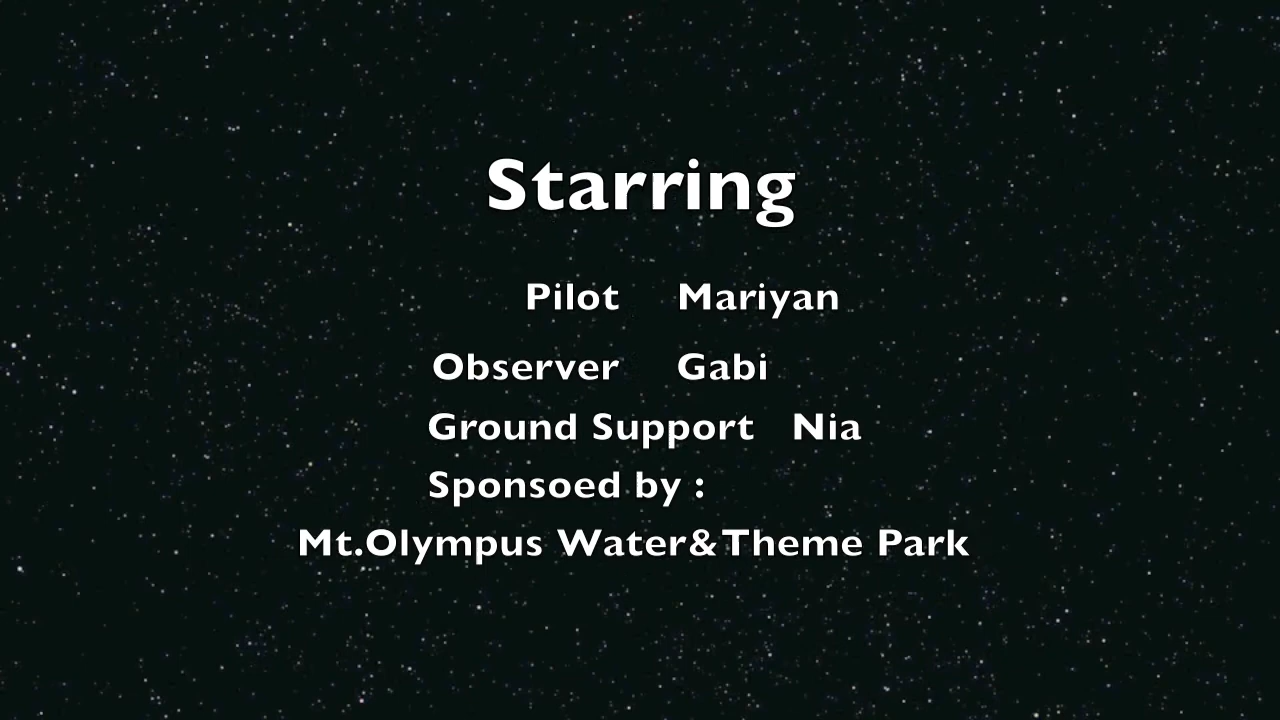 Starring
Pilot Mariyan
Observer Gabi
Ground Support Nia
Sponsoed by :
Mt.Olympus Water&Theme Park